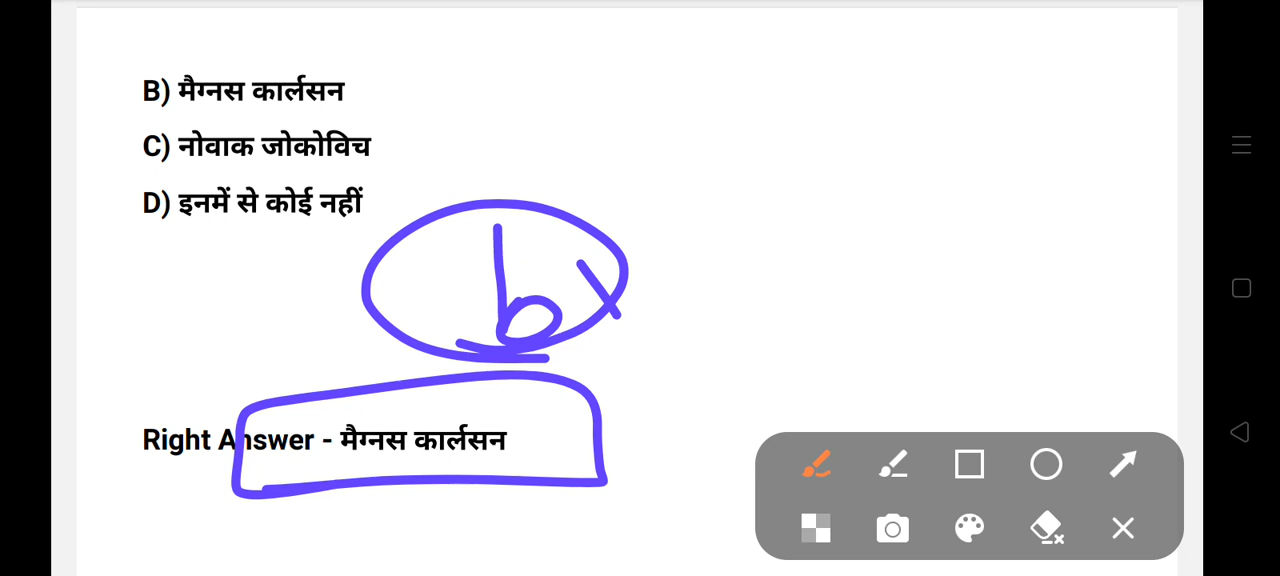 B) मैग्नस कार्लसन
C) नोवाक जोकोविच
D) इनमें से कोई नहीं
b
Right Answer - मैग्नस कार्लसन